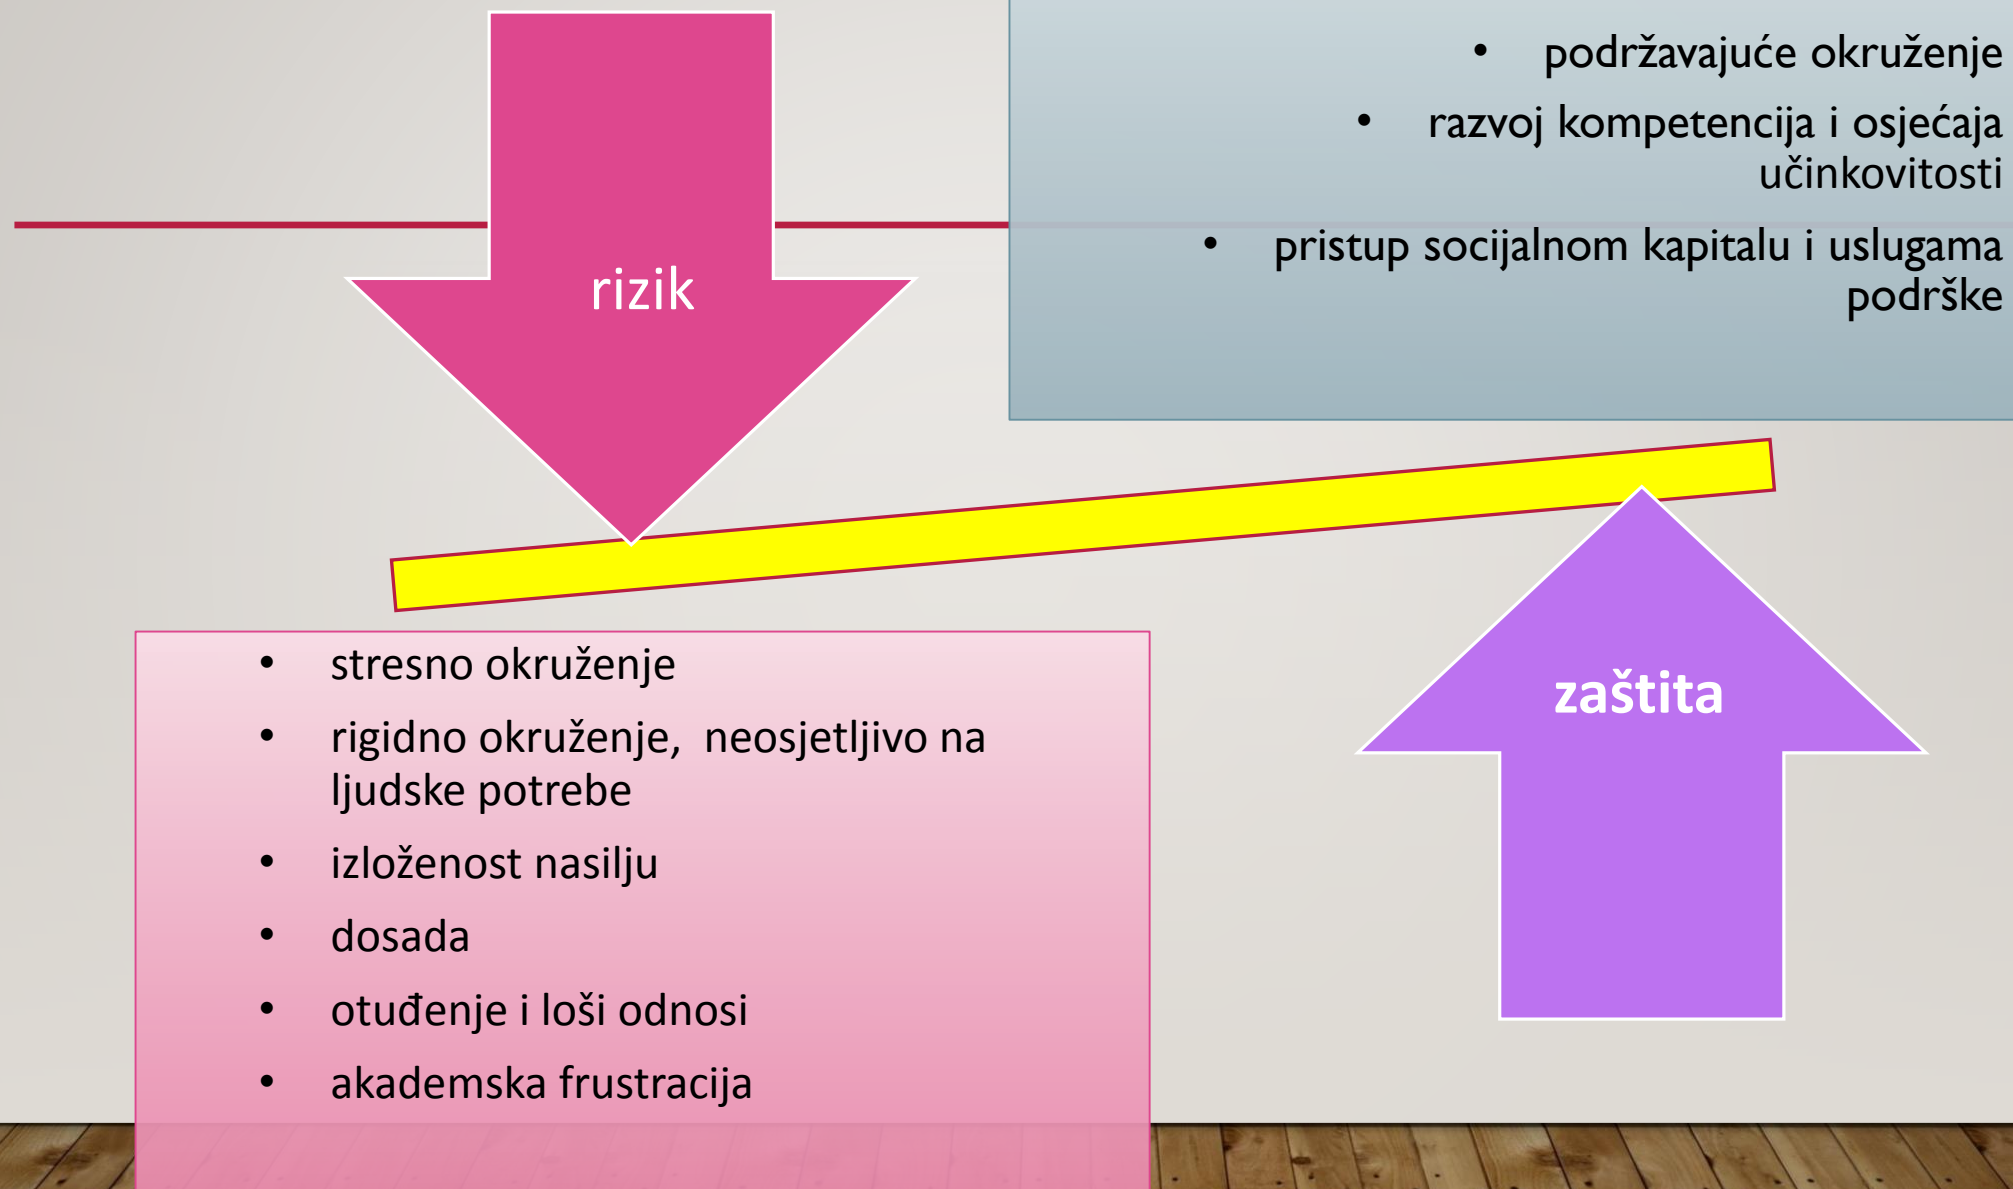 • podržavajuće okruženje
• razvoj kompetencija i osjećaja
učinkovitosti
• pristup socijalnom kapitalu i uslugama
podrške
rizik
zaštita
• stresno okruženje
• rigidno okruženje, neosjetljivo na
ljudske potrebe
• izloženost nasilju
• dosada
• otuđenje i loši odnosi
• akademska frustracija